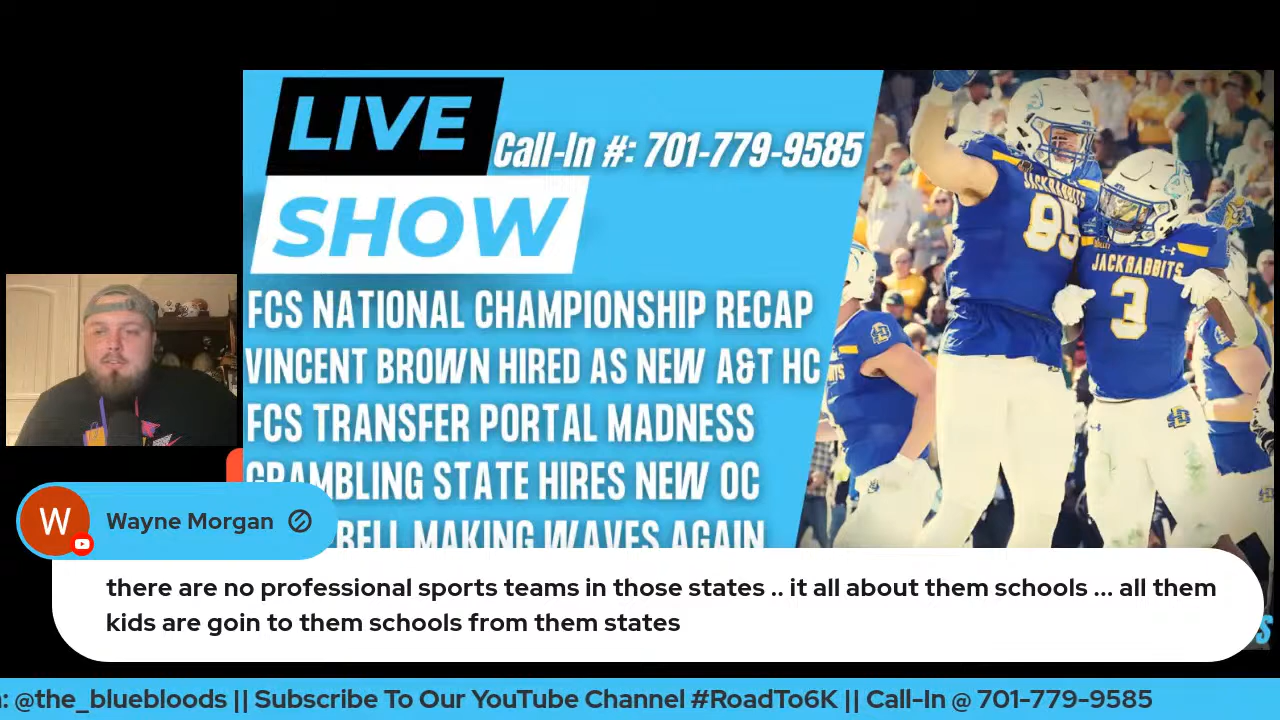 LIVE
Call-In #: 701-779-9585
SHOW
FCS NATIONAL CHAMPIONSHIP RECAP
VINCENT BROWN HIRED AS NEW A&T HC
FCS TRANSFER PORTAL MADNESS
GRAMBLING STATE HIRES NEW OC
MAKING WAVES AGAIN
JACKRABBITS
85
JACKRABBITS
3
W
Wayne Morgan
there are no professional sports teams in those states .. it all about them schools ... all them
kids are goin to them schools from them states
: @the_bluebloods || Subscribe To Our YouTube Channel #RoadTo6K || Call-In @ 701-779-9585